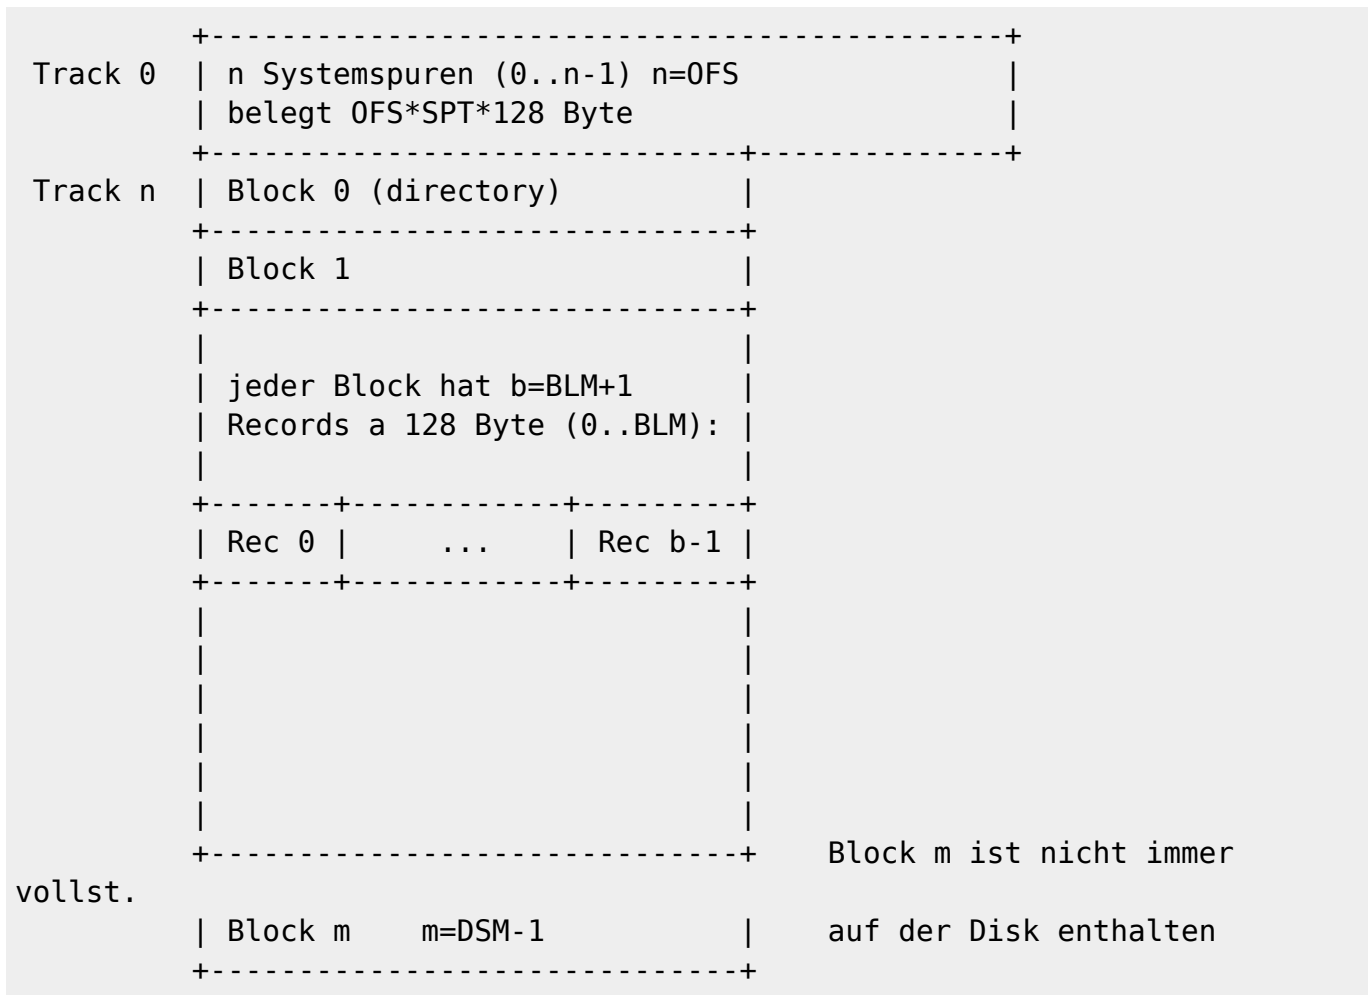 +---------------------------------------------+
 Track 0  | n Systemspuren (0..n-1) n=OFS               |
          | belegt OFS*SPT*128 Byte                     |
          +------------------------------+--------------+
 Track n  | Block 0 (directory)          |
          +------------------------------+
          | Block 1                      |
          +------------------------------+
          |                              |
          | jeder Block hat b=BLM+1      |
          | Records a 128 Byte (0..BLM): |
          |                              |
          +-------+------------+---------+
          | Rec 0 |     ...    | Rec b-1 |
          +-------+------------+---------+
          |                              |
          |                              |
          |                              |
          |                              |
          |                              |
          |                              |
          +------------------------------+    Block m ist nicht immer
vollst.
          | Block m    m=DSM-1           |    auf der Disk enthalten
          +------------------------------+